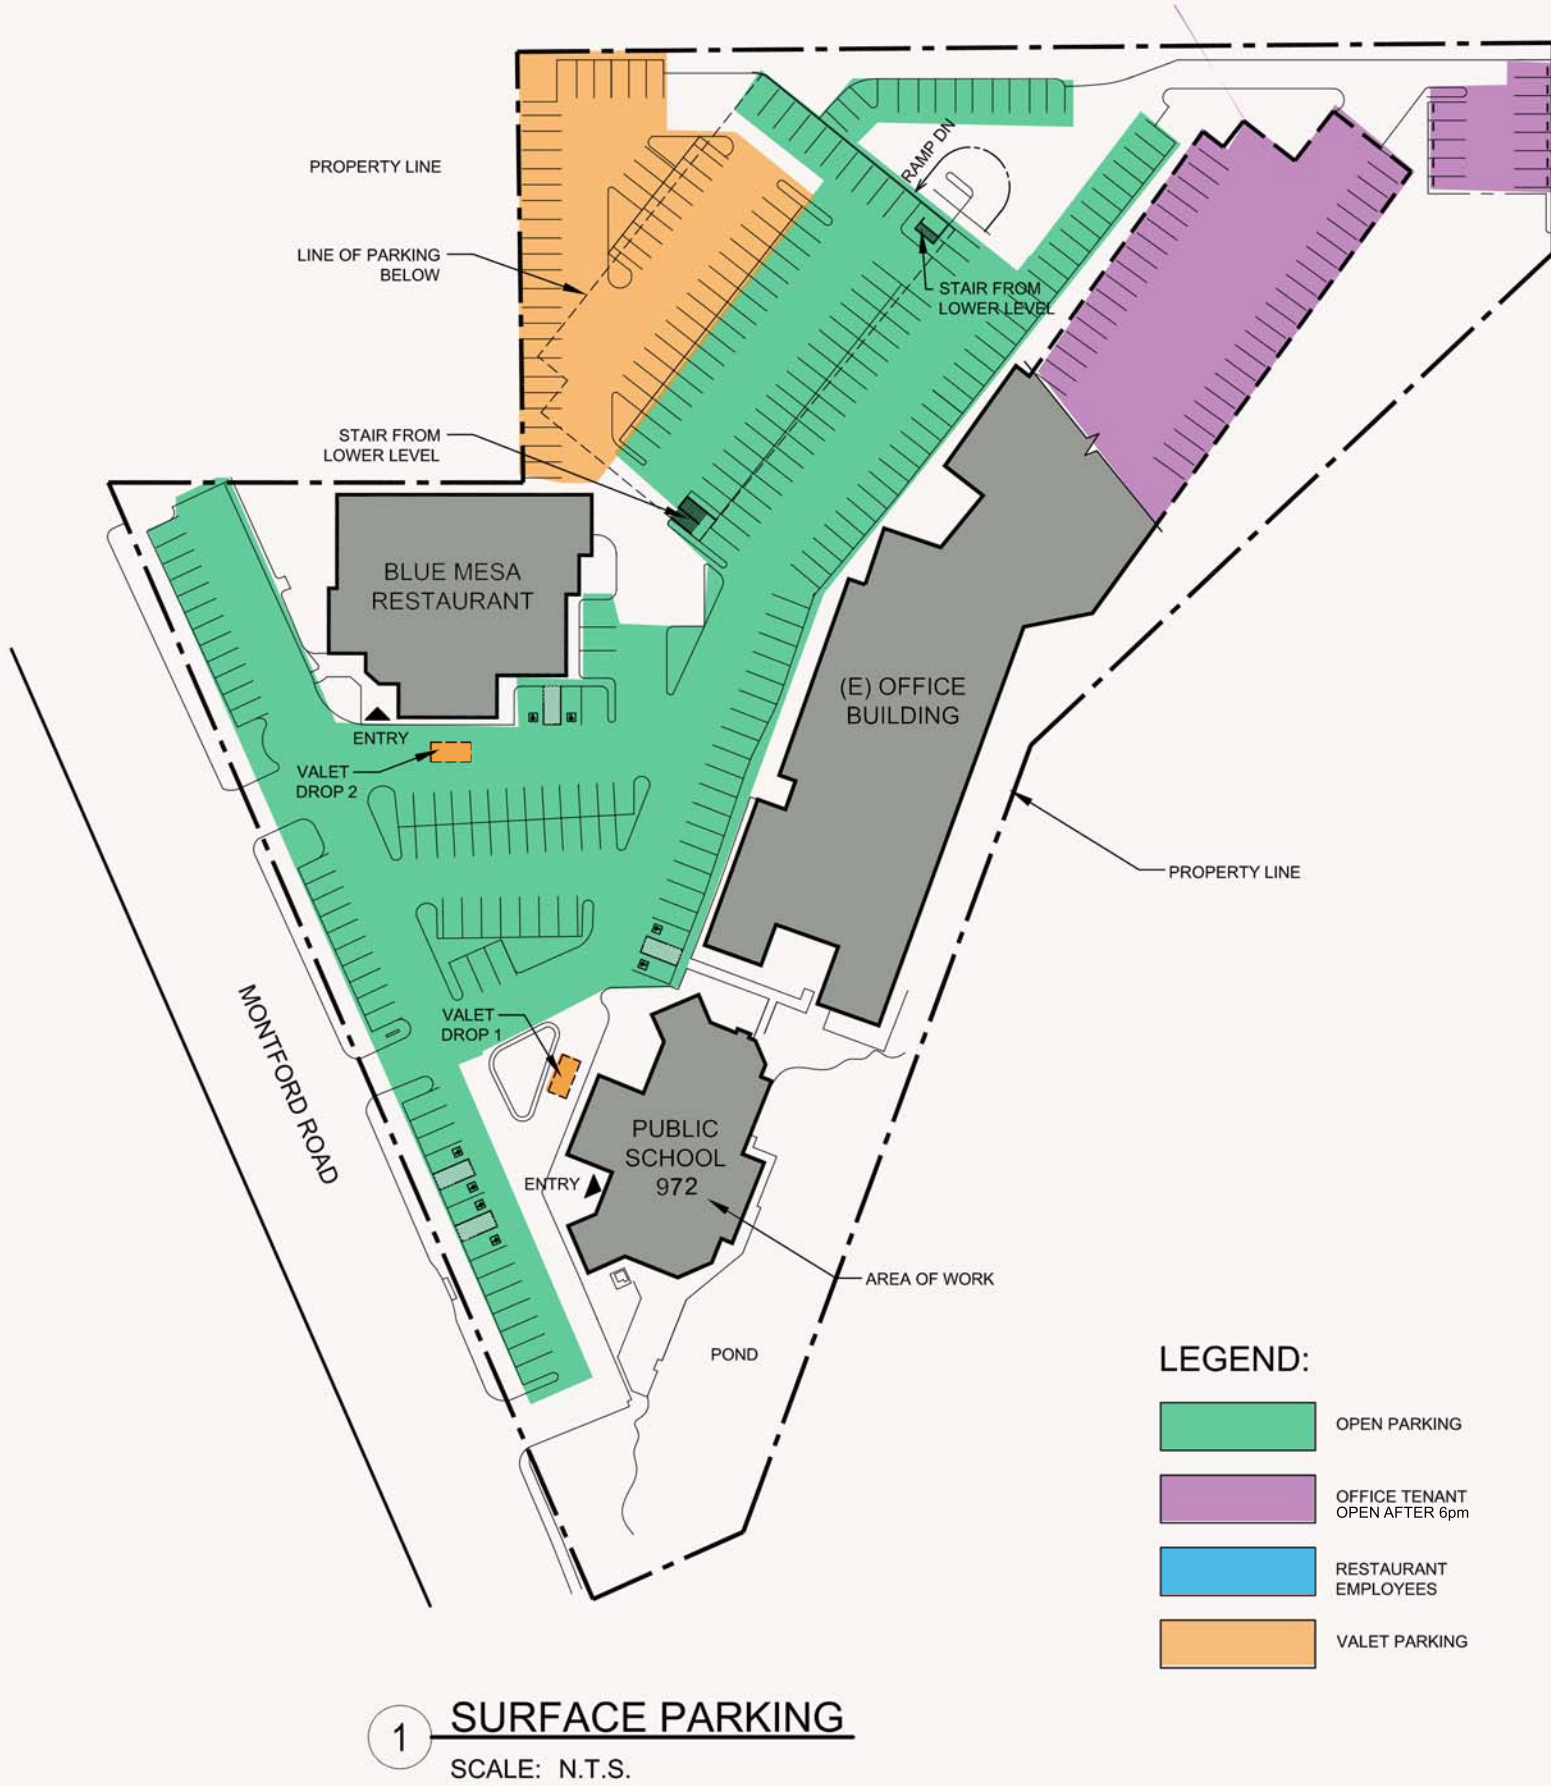 PROPERTY LINE
RAMP DN
LINE OF PARKING
BELOW
STAIR FROM
LOWER LEVEL
STAIR FROM
LOWER LEVEL
BLUE MESA
RESTAURANT
(E) OFFICE
BUILDING
ENTRY
VALET
DROP 2
PROPERTY LINE
MONTFORD ROAD
VALET
DROP 1
PUBLIC
SCHOOL
972
ENTRY
AREA OF WORK
POND
LEGEND:
OPEN PARKING
OFFICE TENANT
OPEN AFTER 6pm
RESTAURANT
EMPLOYEES
VALET PARKING
1
SURFACE PARKING
SCALE: N.T.S.